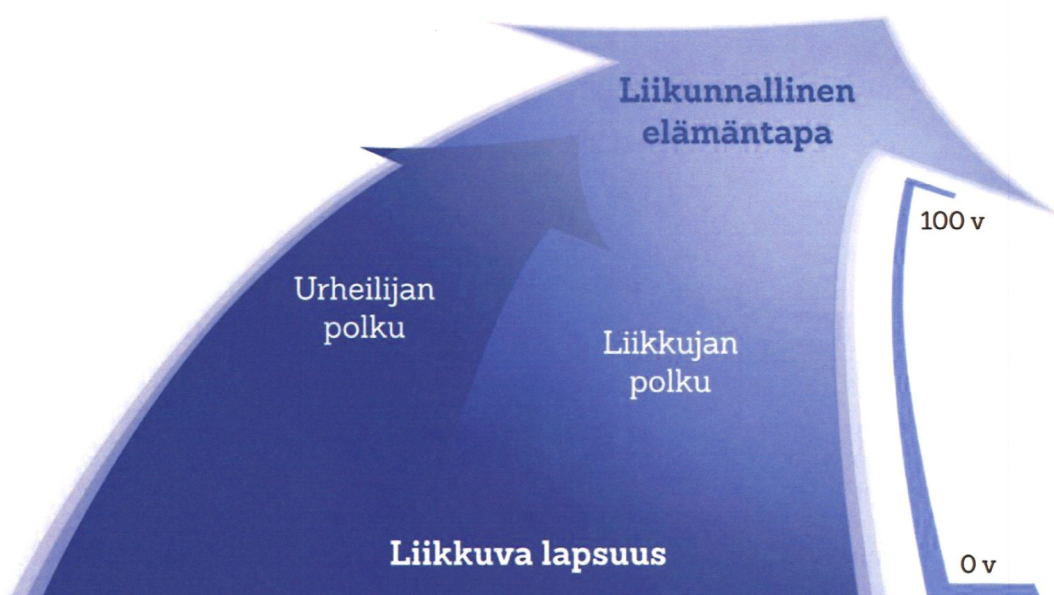 Liikunnallinen
elämäntapa
100 v
Urheilijan
polku
Liikkujan
polku
Liikkuva lapsuus
0 v